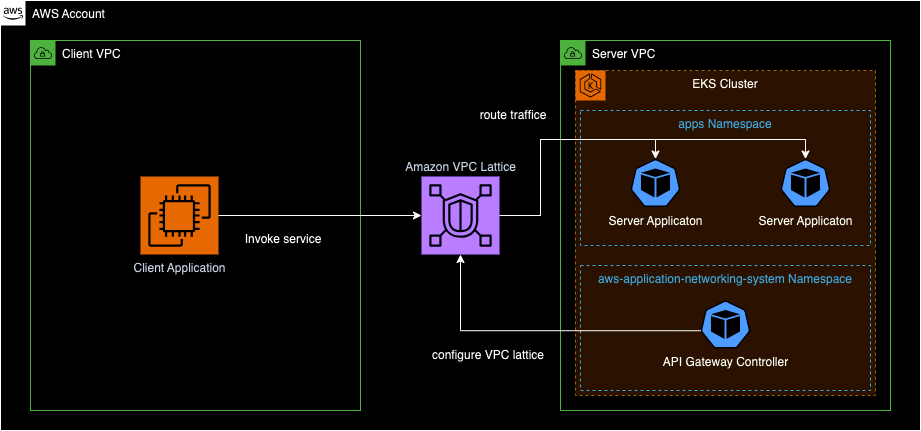 aws
AWS Account
Client VPC
Server VPC
EKS Cluster
route traffice
apps Namespace
Amazon VPC Lattice
Server Applicaton
Server Applicaton
Invoke service
Client Application
aws-application-networking-system Namespace
configure VPC lattice
API Gateway Controller